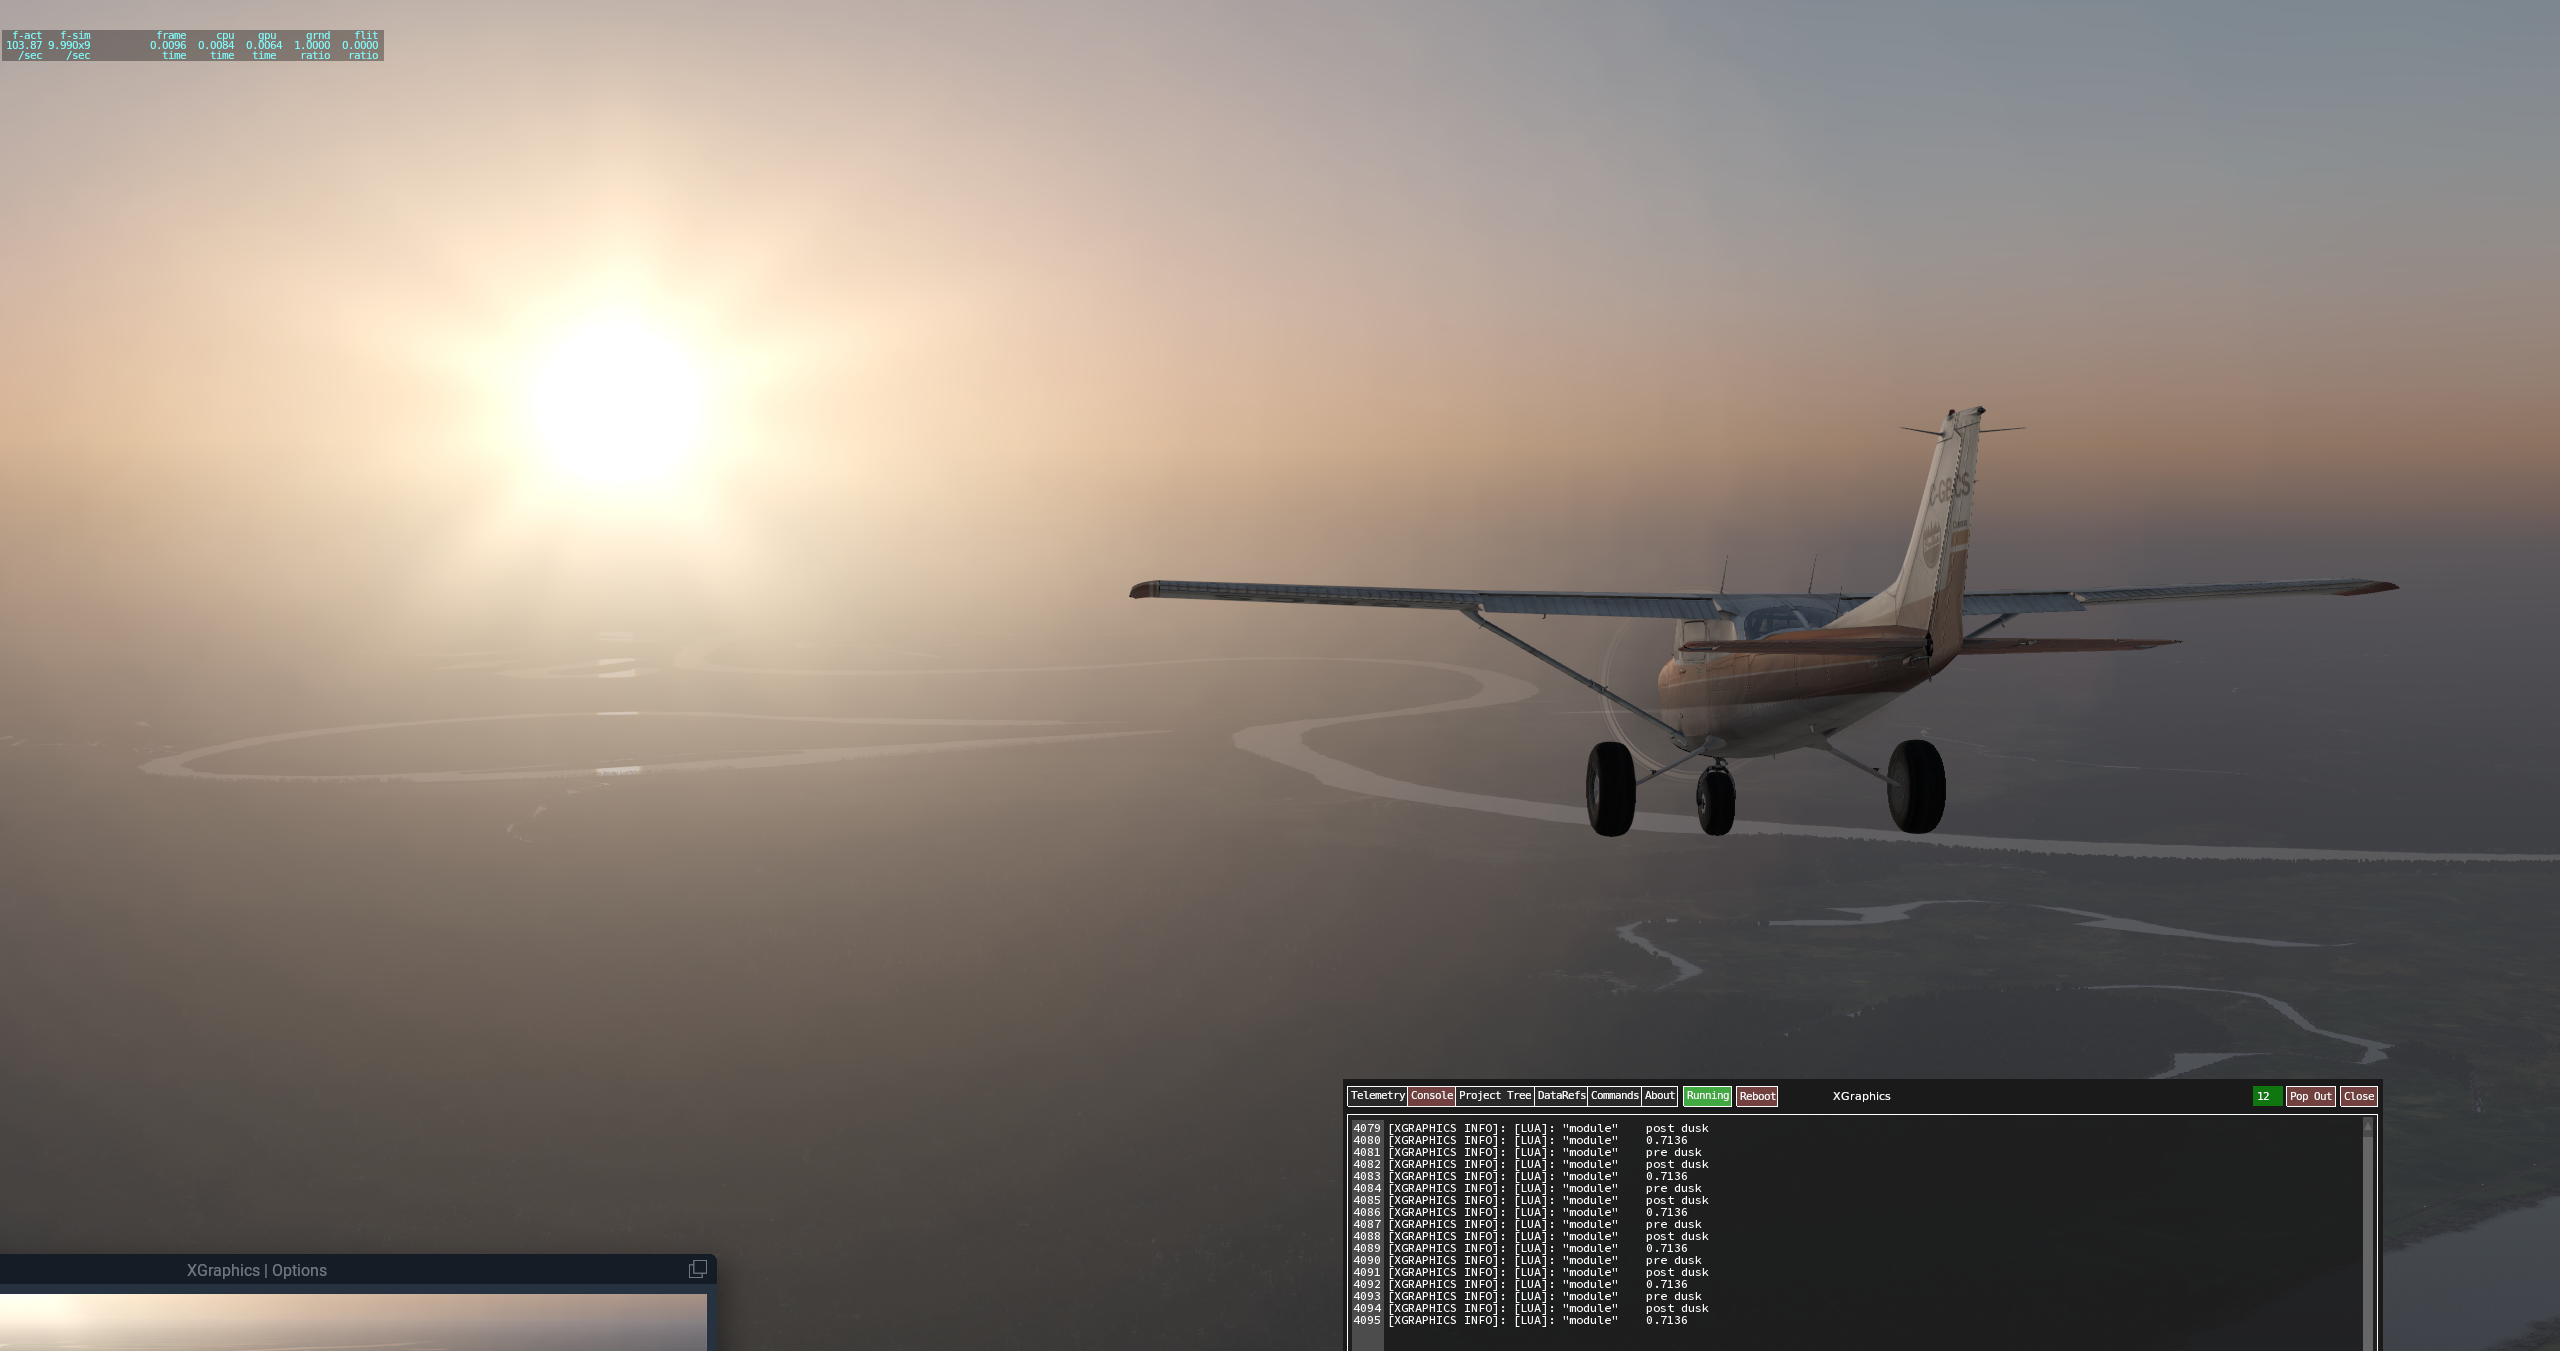 f-act f-sim frame cpu gpu grnd flit
103.87 9.990x9 0.0096 0.0084 0.0064 1.0000 0.0000
/sec /sec time time time ratio ratio
Telemetry Console Project Tree DataRefs Commands About Running Reboot XGraphics 12 Pop Out Close
4079 [XGRAPHICS INFO]: [LUA]: "module" post dusk
4080 [XGRAPHICS INFO]: [LUA]: "module" 0.7136
4081 [XGRAPHICS INFO]: [LUA]: "module" pre dusk
4082 [XGRAPHICS INFO]: [LUA]: "module" post dusk
4083 [XGRAPHICS INFO]: [LUA]: "module" 0.7136
4084 [XGRAPHICS INFO]: [LUA]: "module" pre dusk
4085 [XGRAPHICS INFO]: [LUA]: "module" post dusk
4086 [XGRAPHICS INFO]: [LUA]: "module" 0.7136
4087 [XGRAPHICS INFO]: [LUA]: "module" pre dusk
4088 [XGRAPHICS INFO]: [LUA]: "module" post dusk
4089 [XGRAPHICS INFO]: [LUA]: "module" 0.7136
4090 [XGRAPHICS INFO]: [LUA]: "module" pre dusk
4091 [XGRAPHICS INFO]: [LUA]: "module" post dusk
4092 [XGRAPHICS INFO]: [LUA]: "module" 0.7136
4093 [XGRAPHICS INFO]: [LUA]: "module" pre dusk
4094 [XGRAPHICS INFO]: [LUA]: "module" post dusk
4095 [XGRAPHICS INFO]: [LUA]: "module" 0.7136
XGraphics | Options